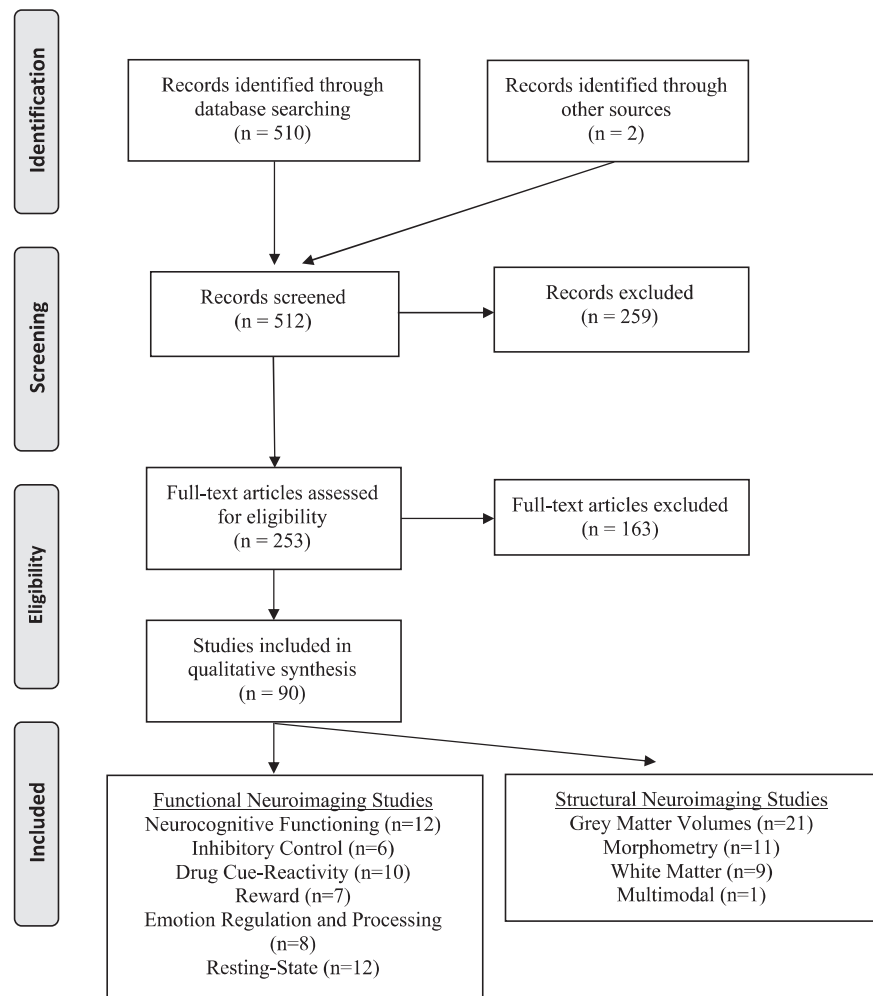 Identification
Records identified through
database searching
(n = 510)
Records identified through
other sources
(n = 2)
Screening
Records screened
(n = 512)
Records excluded
(n = 259)
Eligibility
Full-text articles assessed
for eligibility
(n = 253)
Full-text articles excluded
(n = 163)
Studies included in
qualitative synthesis
(n = 90)
Included
Functional Neuroimaging Studies
Neurocognitive Functioning (n=12)
Inhibitory Control (n=6)
Drug Cue-Reactivity (n=10)
Reward (n=7)
Emotion Regulation and Processing
(n=8)
Resting-State (n=12)
Structural Neuroimaging Studies
Grey Matter Volumes (n=21)
Morphometry (n=11)
White Matter (n=9)
Multimodal (n=1)